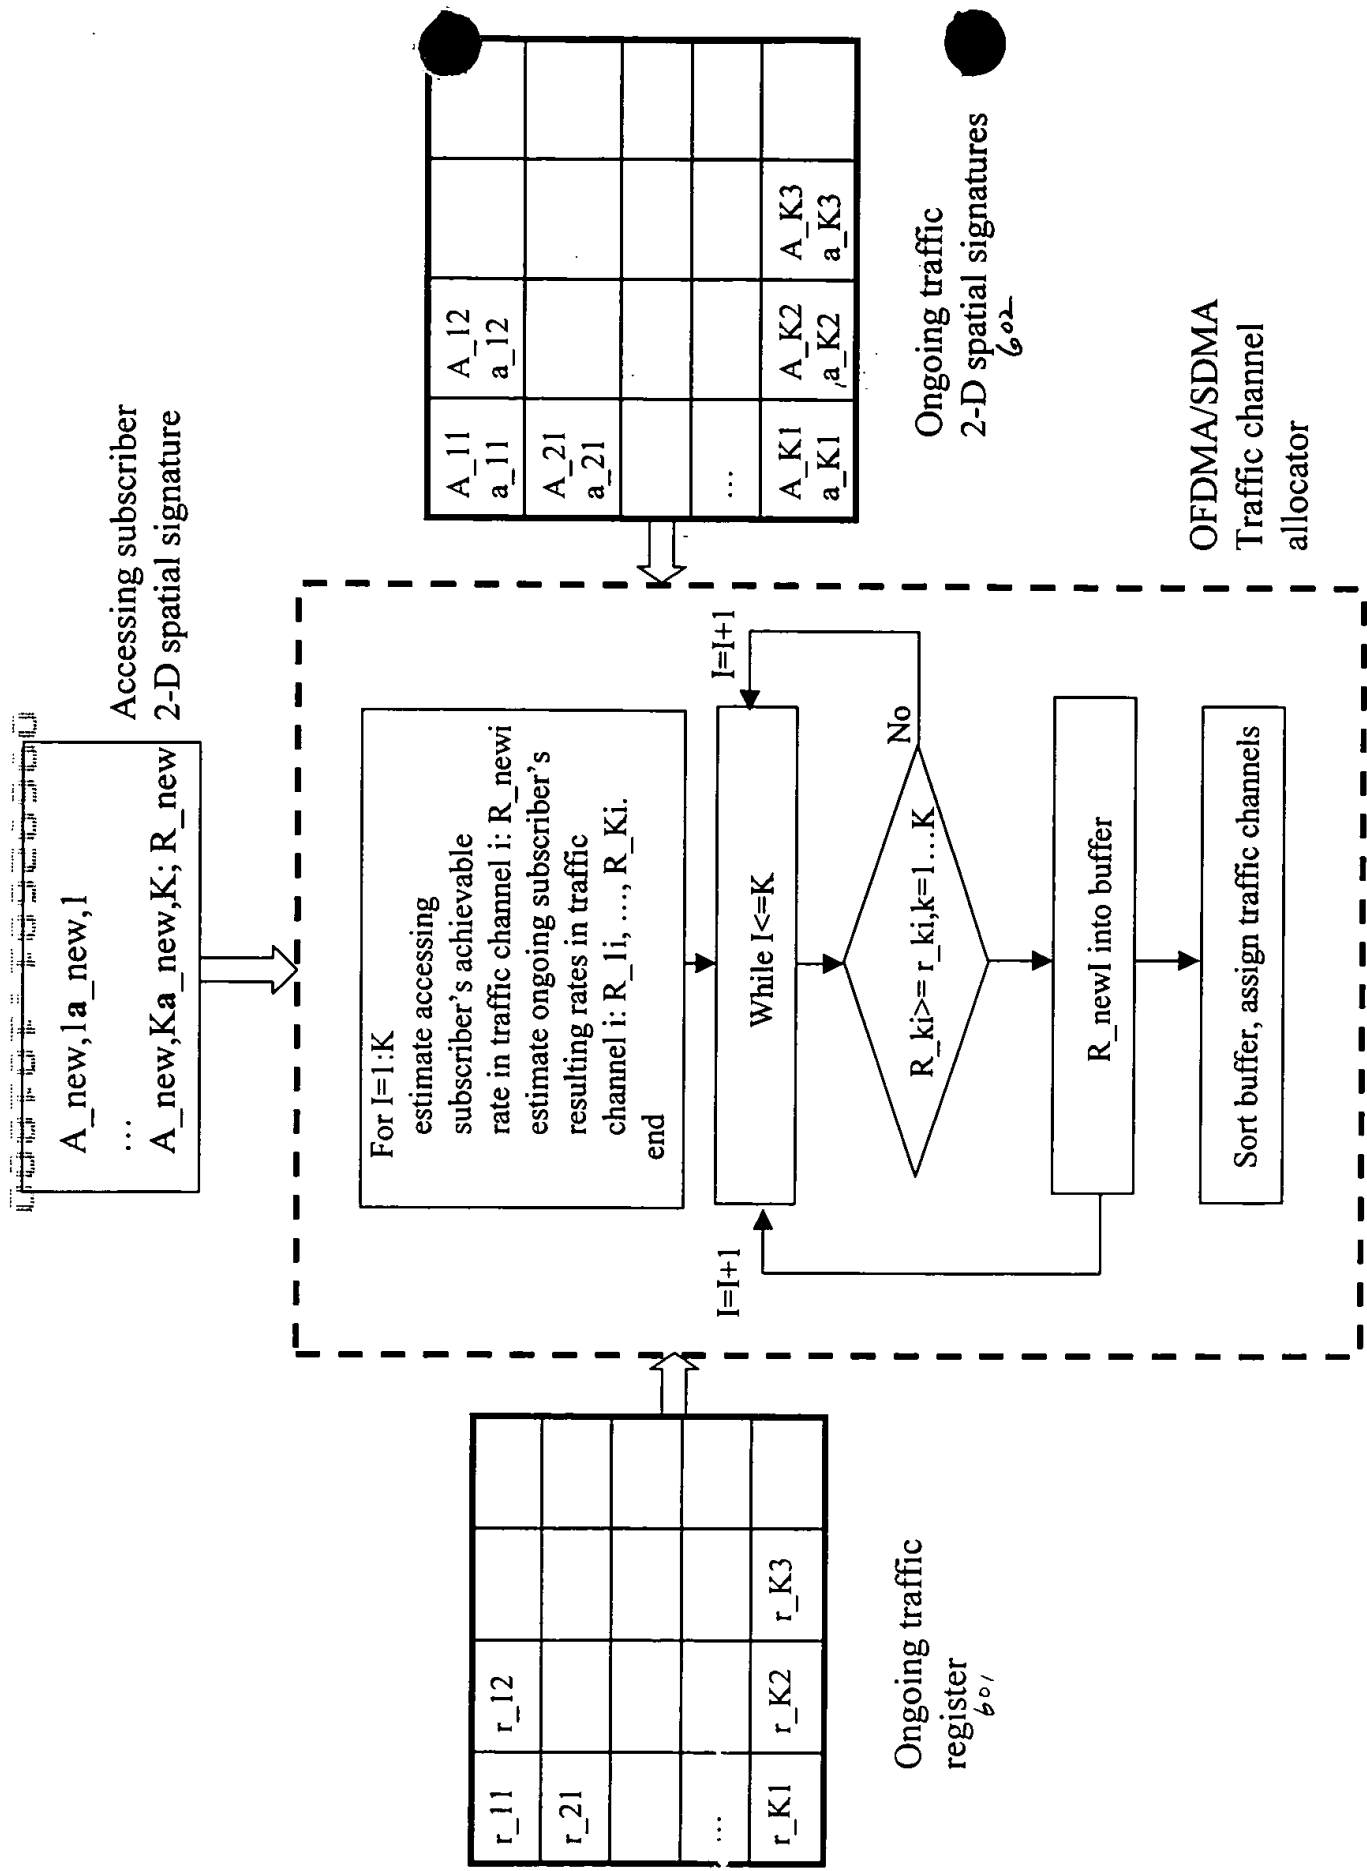 A_new,1a_new,1
…
A_new,Ka_new,K; R_new
Accessing subscriber
2-D spatial signature
r_11 r_12
r_21
…
r_K1 r_K2 r_K3
Ongoing traffic
register
601
For I=1:K
estimate accessing
subscriber's achievable
rate in traffic channel i: R_newi
estimate ongoing subscriber's
resulting rates in traffic
channel i: R_1i, …, R_Ki.
end
I=I+1
While I<=K
I=I+1
R_ki>= r_ki,k=1…K
No
R_newI into buffer
Sort buffer, assign traffic channels
A_11 A_12
a_11 a_12
A_21
a_21
…
A_K1 A_K2 A_K3
a_K1 a_K2 a_K3
Ongoing traffic
2-D spatial signatures
602
OFDMA/SDMA
Traffic channel
allocator